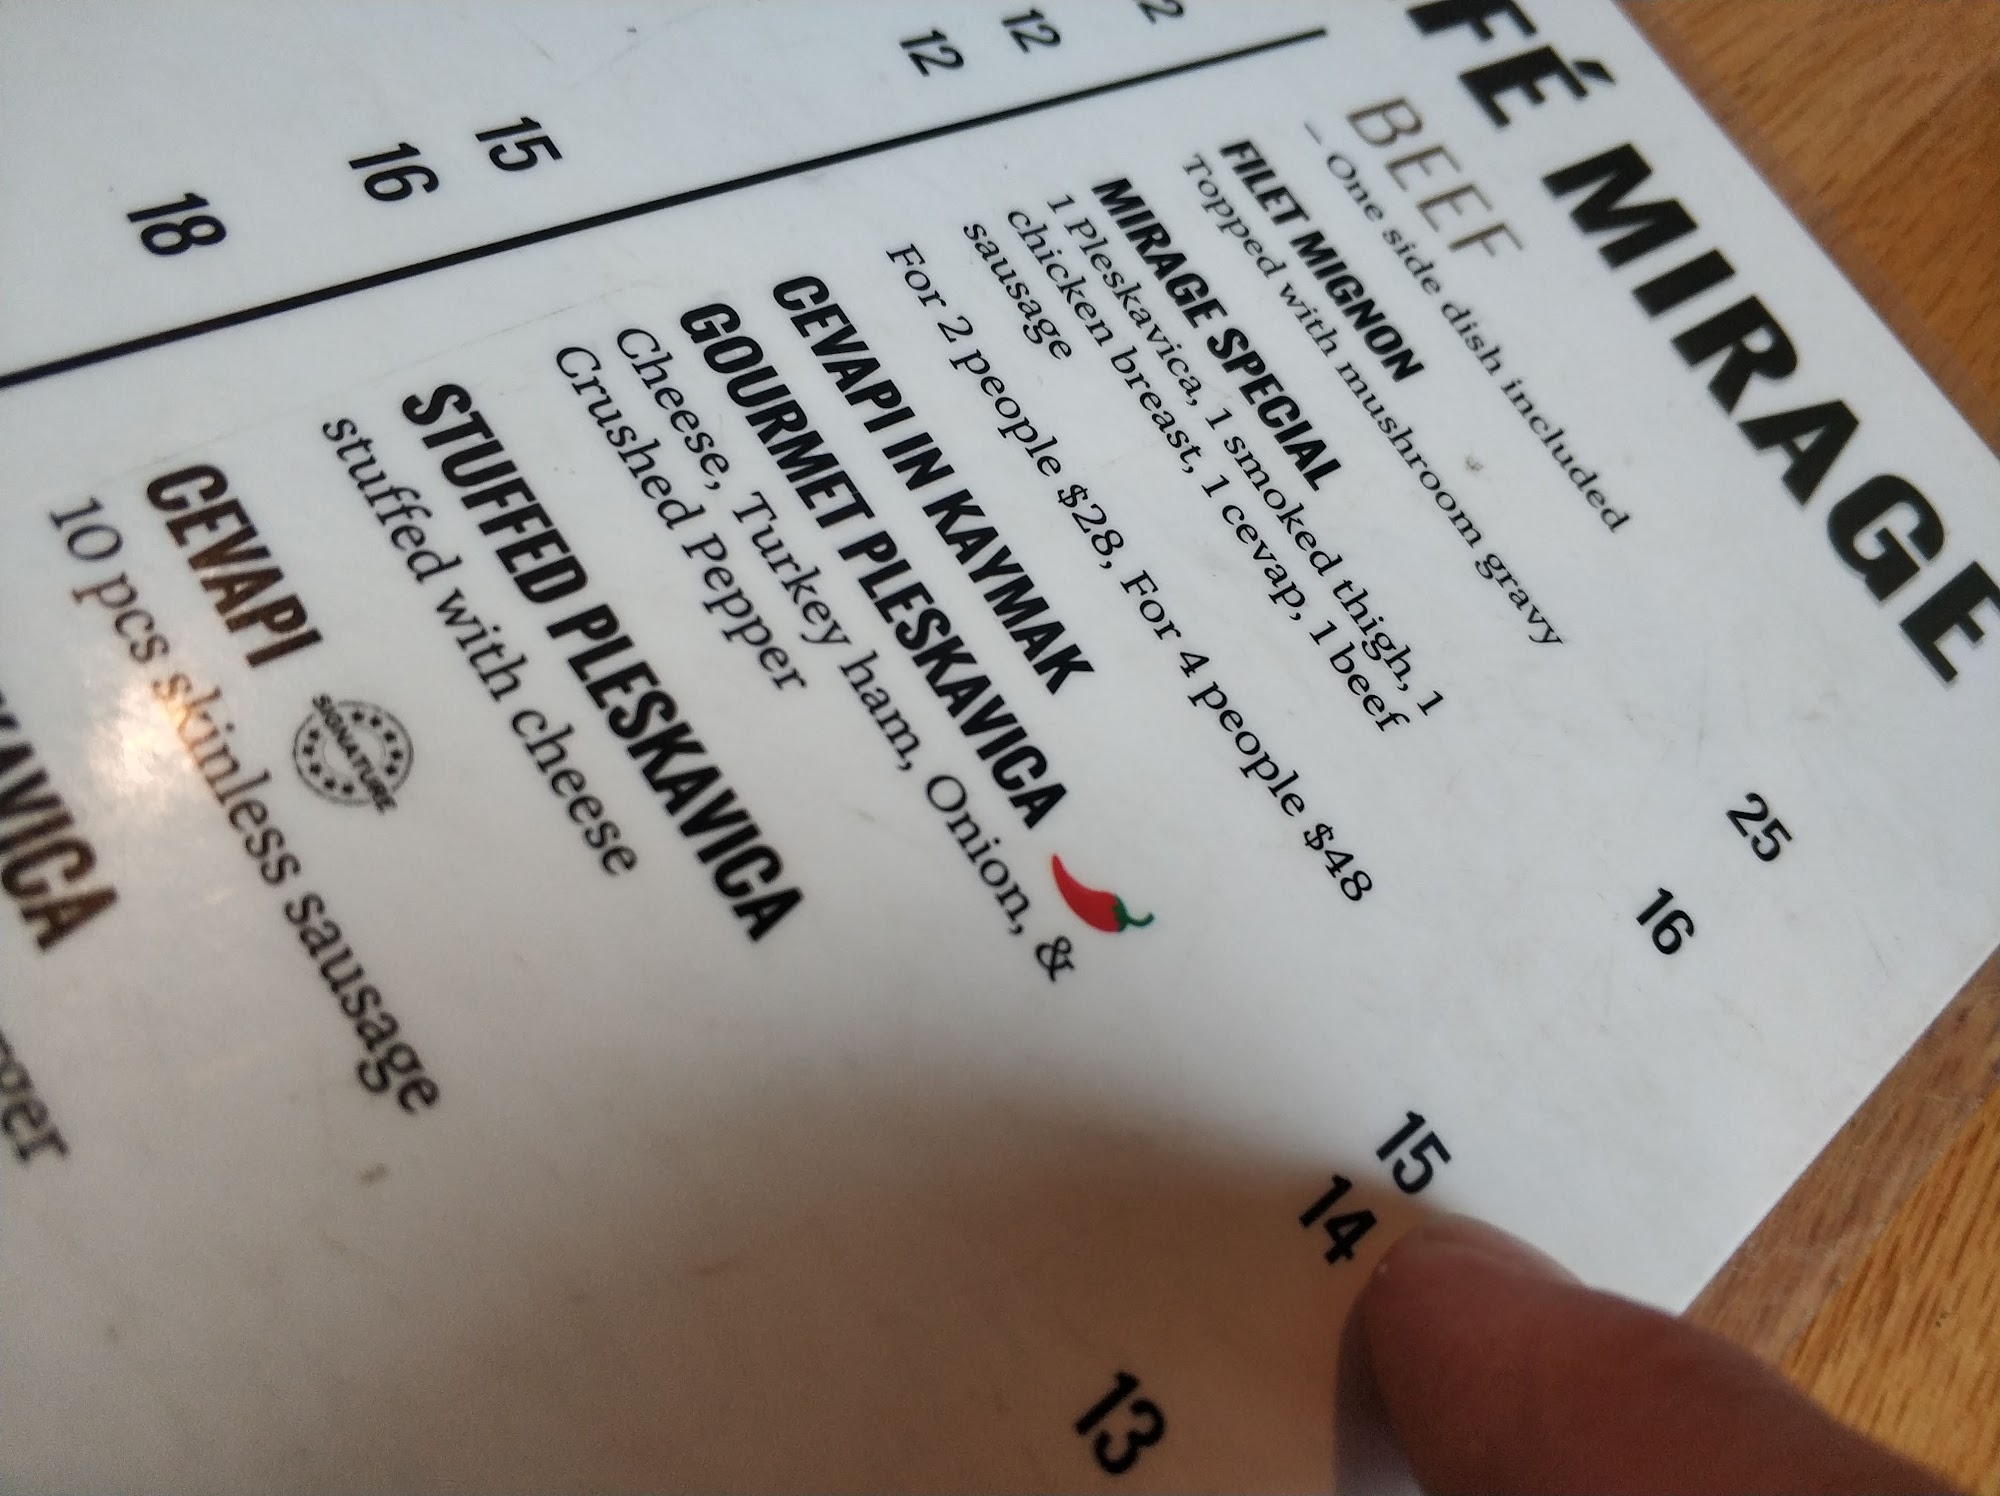 FÉ MIRAGE
BEEF
– One side dish included
FILET MIGNON 25
Topped with mushroom gravy
MIRAGE SPECIAL 16
1 Pleskavica, 1 smoked thigh, 1
chicken breast, 1 cevap, 1 beef
sausage
For 2 people $28, For 4 people $48
CEVAPI IN KAYMAK 15
GOURMET PLESKAVICA 14
Cheese, Turkey ham, Onion, &
Crushed Pepper
STUFFED PLESKAVICA 13
stuffed with cheese
CEVAPI
SIGNATURE
10 pcs skinless sausage
12
12
15
16
18